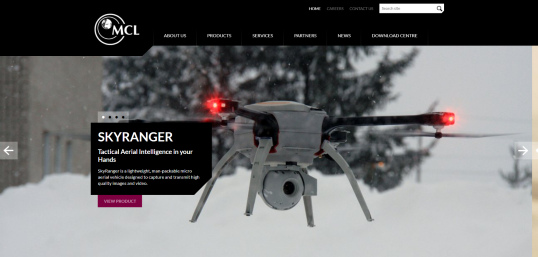 HOME CAREERS CONTACT US Search site
MCL
ABOUT US PRODUCTS SERVICES PARTNERS NEWS DOWNLOAD CENTRE
SKYRANGER
Tactical Aerial Intelligence in your
Hands
SkyRanger is a lightweight, man-packable micro
aerial vehicle designed to capture and transmit high
quality images and video.
VIEW PRODUCT